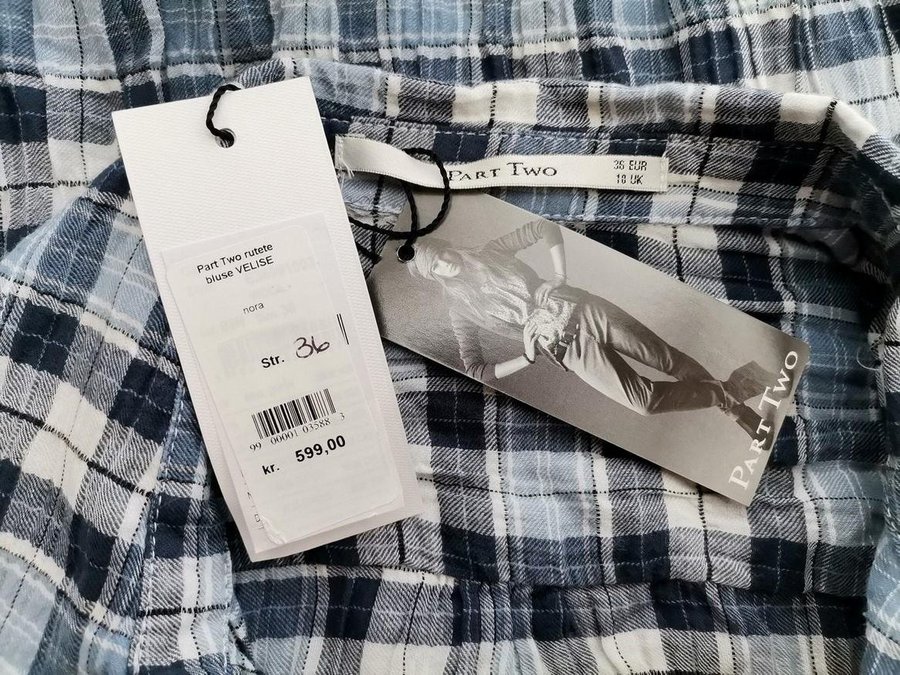 Part Two rutete
bluse VELISE
nora
Str. 36
99 00001 03588 3
kr. 599,00
PART TWO
36 EUR
10 UK
PART TWO